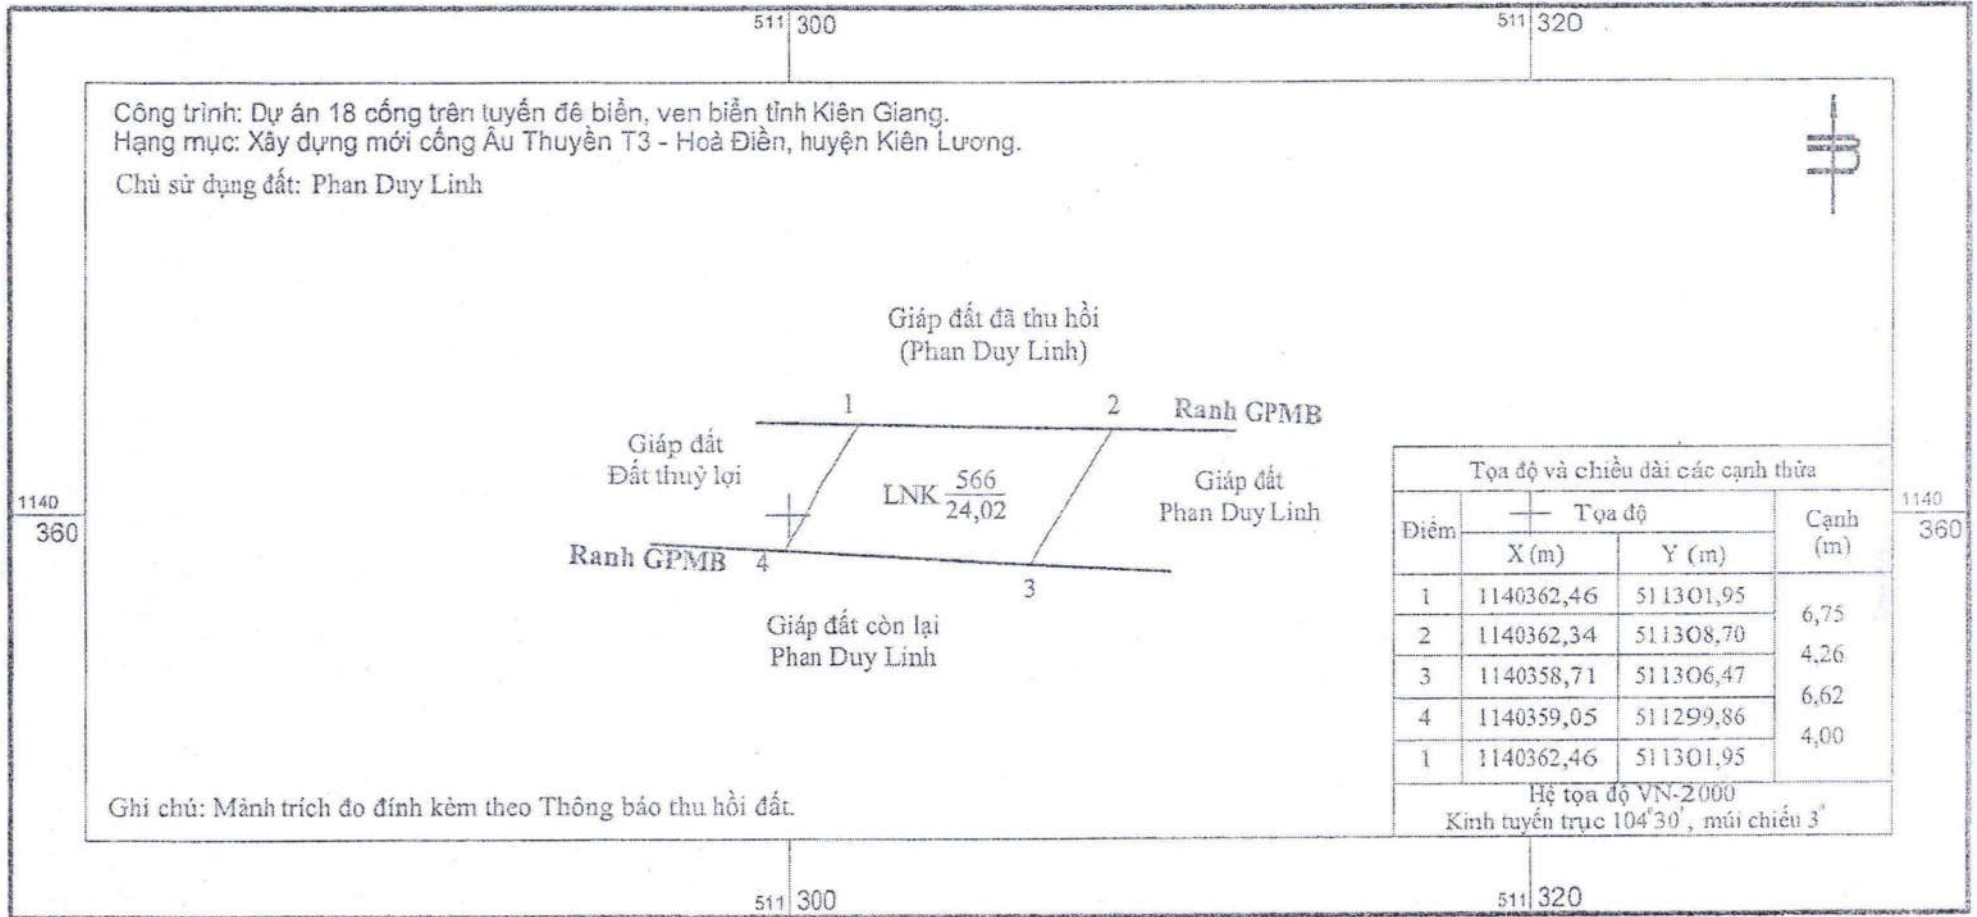 511 300
511 320
Công trình: Dự án 18 cống trên tuyến đê biển, ven biển tỉnh Kiên Giang.
Hạng mục: Xây dựng mới cống Âu Thuyền T3 - Hoà Điền, huyện Kiên Lương.
Chủ sử dụng đất: Phan Duy Linh
B
Giáp đất đã thu hồi
(Phan Duy Linh)
1
2
Ranh GPMB
Giáp đất
Đất thuỷ lợi
LNK 566
24,02
Giáp đất
Phan Duy Linh
1140
360
1140
360
Ranh GPMB
4
3
Giáp đất còn lại
Phan Duy Linh
Tọa độ và chiều dài các cạnh thửa
Điểm Tọa độ Cạnh (m)
X (m) Y (m)
1 1140362,46 511301,95
6,75
2 1140362,34 511308,70
4,26
3 1140358,71 511306,47
6,62
4 1140359,05 511299,86
4,00
1 1140362,46 511301,95
Hệ tọa độ VN-2000
Kinh tuyến trục 104°30', múi chiếu 3°
Ghi chú: Mảnh trích đo đính kèm theo Thông báo thu hồi đất.
511 300
511 320